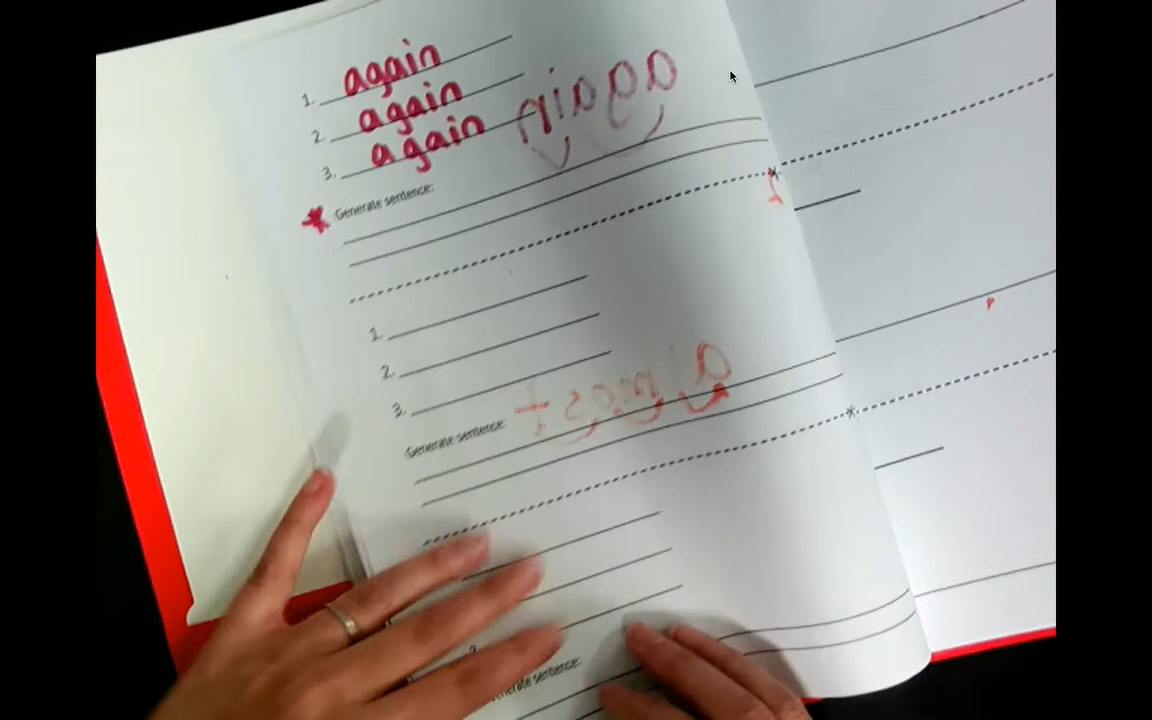 1. again
2. again
3. again
Generate sentence:
1.
2.
3.
Generate sentence:
Generate sentence: